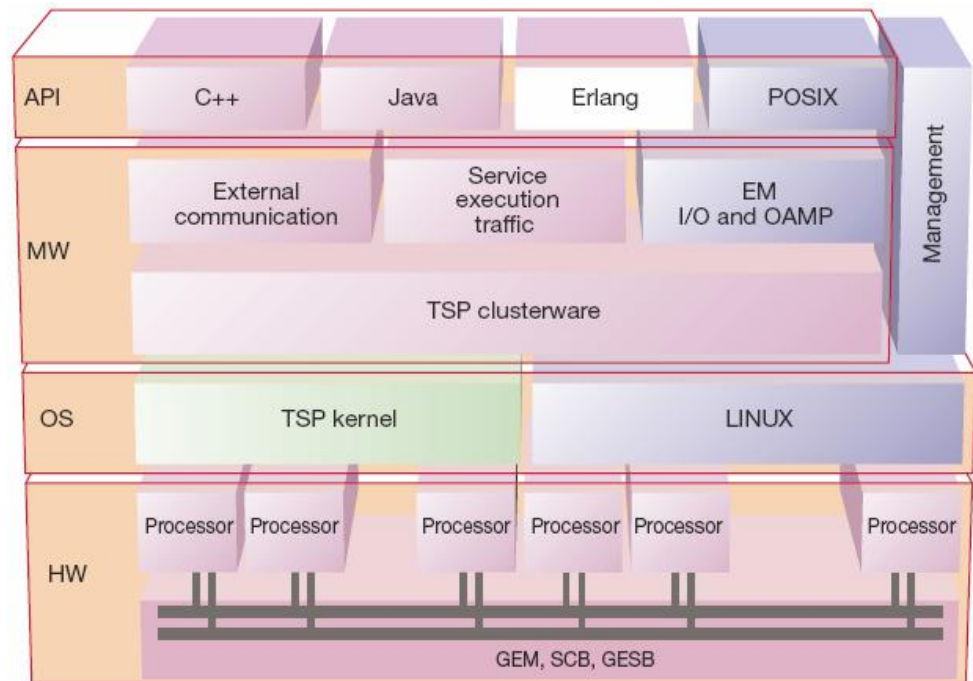 API
C++
Java
Erlang
POSIX
Management
MW
External
communication
Service
execution
traffic
EM
I/O and OAMP
TSP clusterware
OS
TSP kernel
LINUX
HW
Processor
Processor
Processor
Processor
Processor
Processor
GEM, SCB, GESB